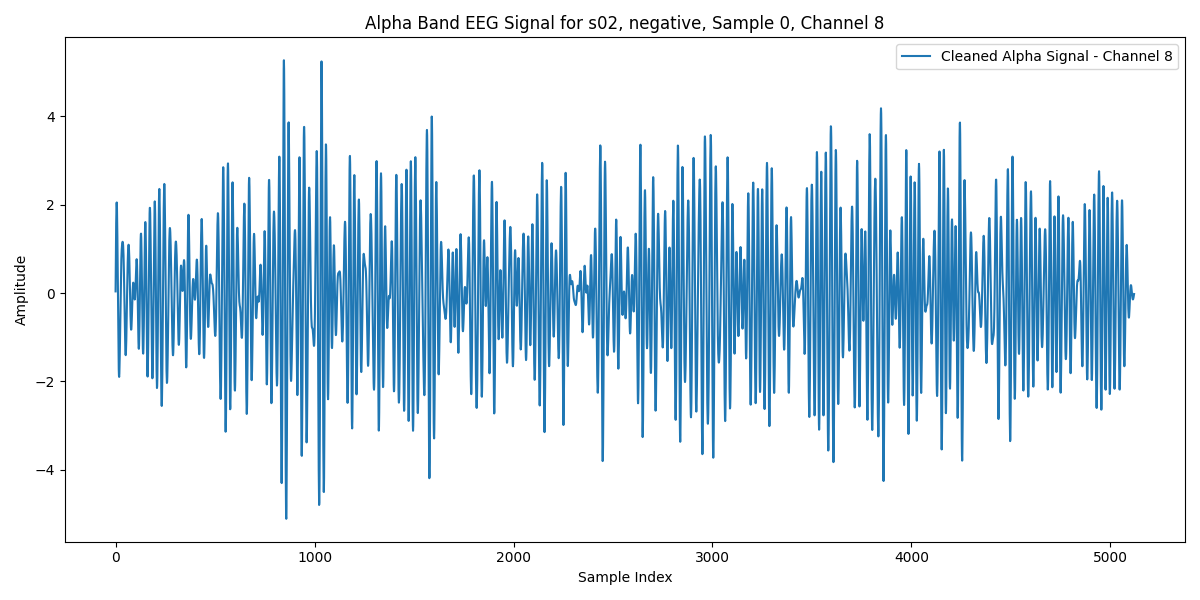 Alpha Band EEG Signal for s02, negative, Sample 0, Channel 8
Cleaned Alpha Signal - Channel 8
Amplitude
4
2
0
−2
−4
0 1000 2000 3000 4000 5000
Sample Index